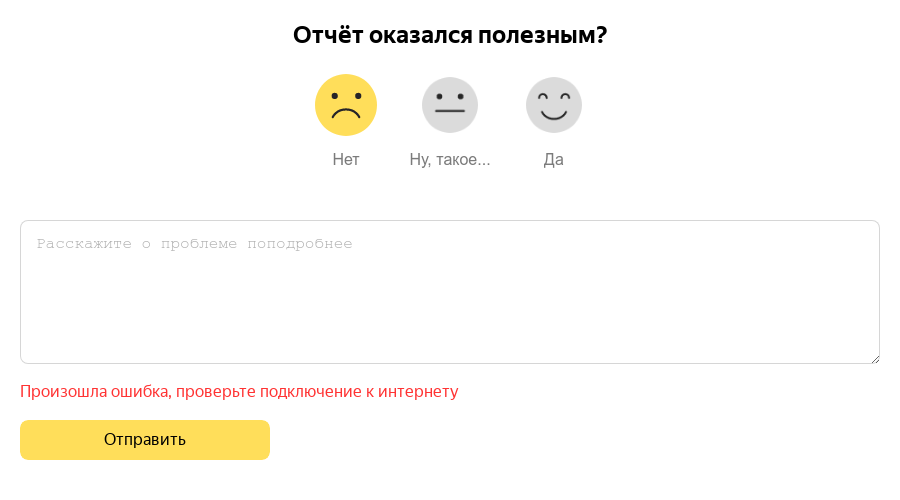 Отчёт оказался полезным?
Нет
Ну, такое...
Да
Расскажите о проблеме поподробнее
Произошла ошибка, проверьте подключение к интернету
Отправить